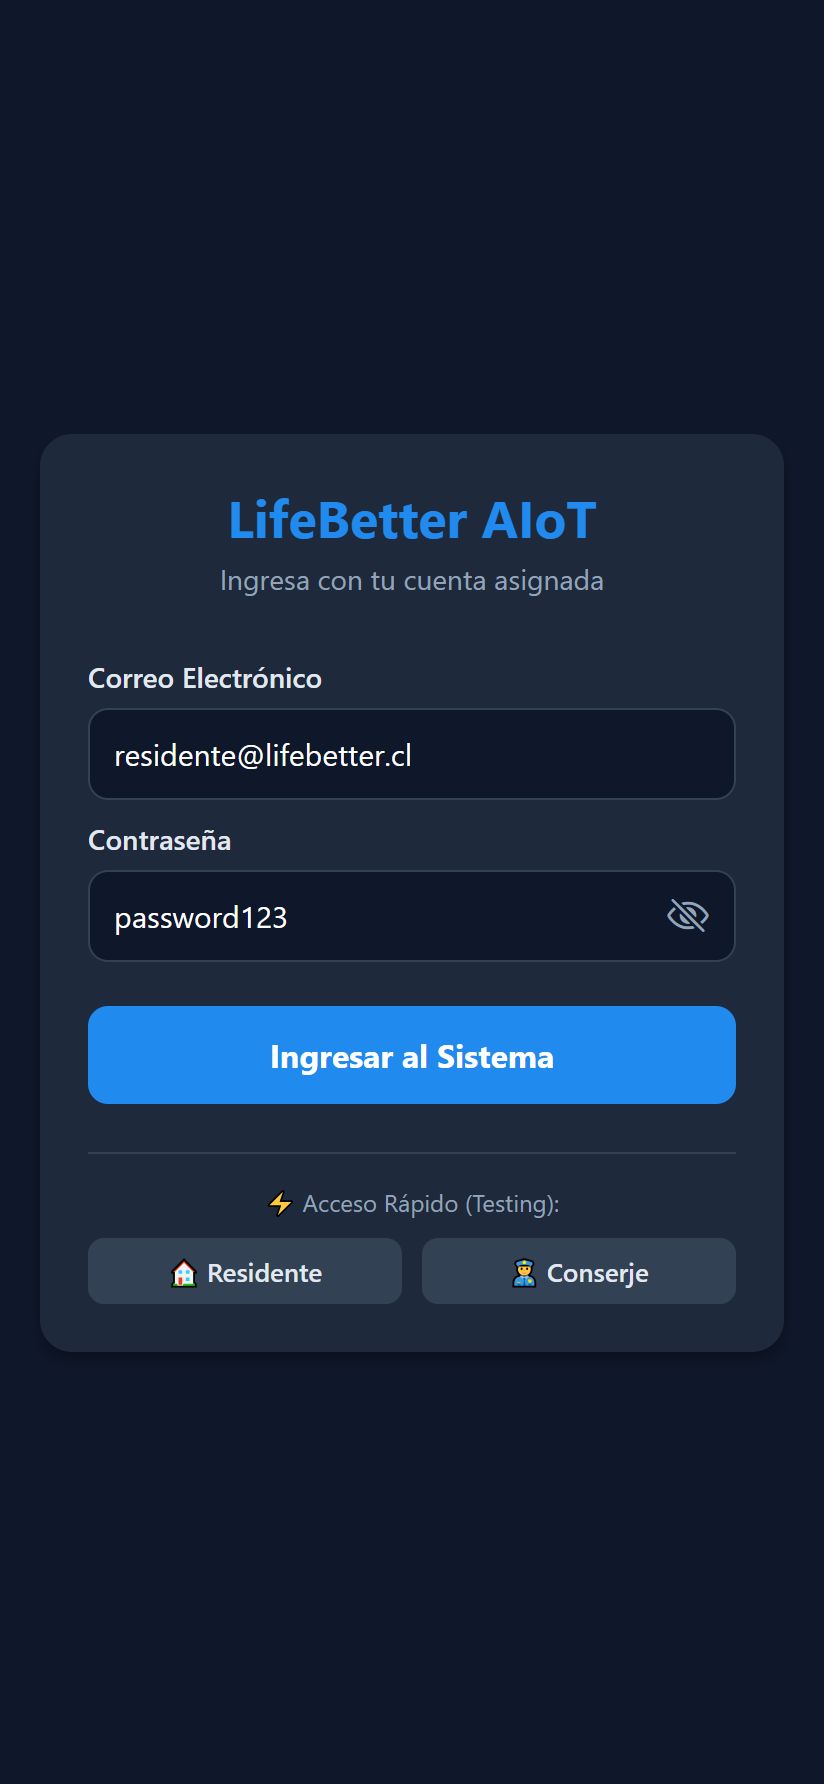 LifeBetter AIoT
Ingresa con tu cuenta asignada
Correo Electrónico
residente@lifebetter.cl
Contraseña
password123
Ingresar al Sistema
⚡ Acceso Rápido (Testing):
🏠 Residente
👮 Conserje